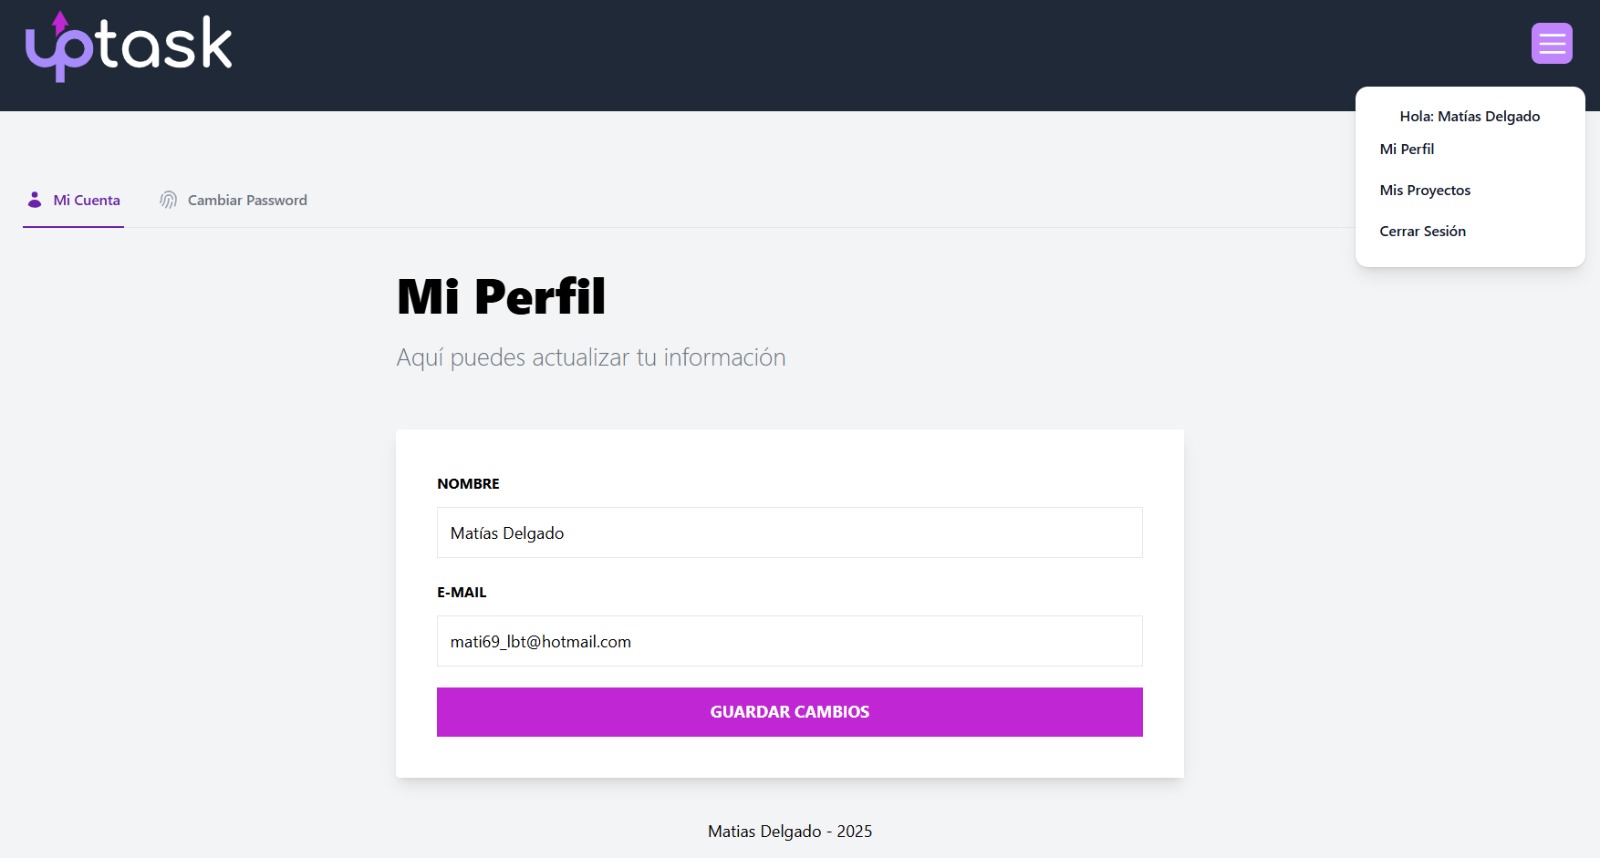 uptask
Hola: Matías Delgado
Mi Perfil
Mis Proyectos
Cerrar Sesión
Mi Cuenta
Cambiar Password
Mi Perfil
Aquí puedes actualizar tu información
NOMBRE
Matías Delgado
E-MAIL
mati69_lbt@hotmail.com
GUARDAR CAMBIOS
Matias Delgado - 2025